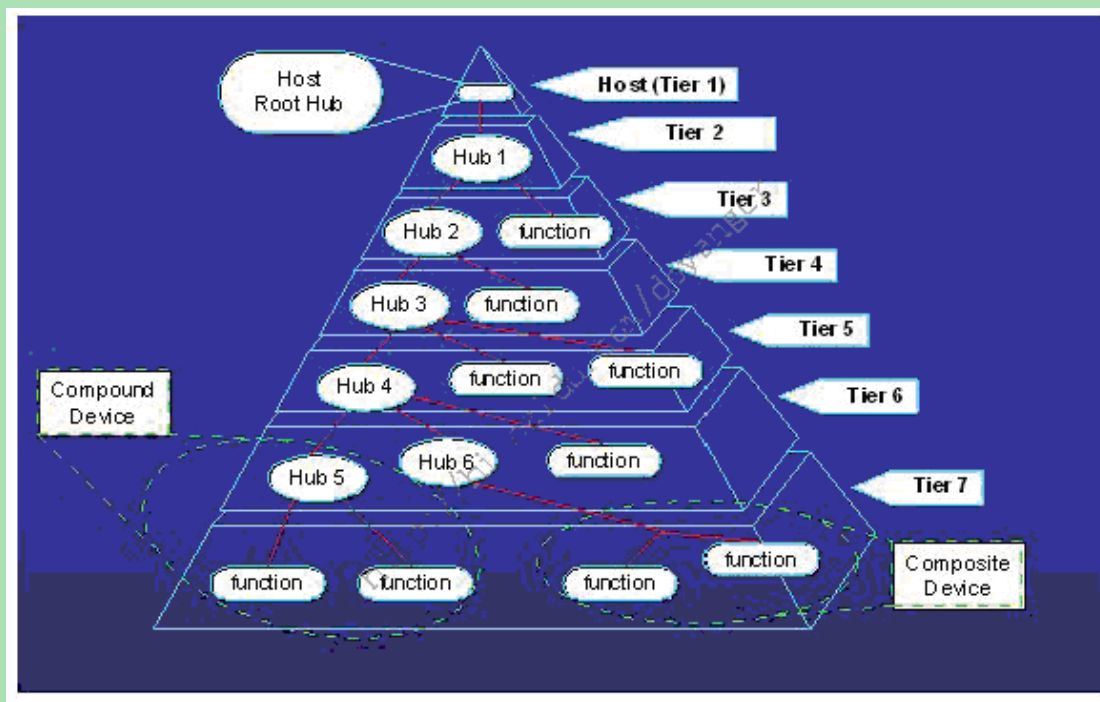 Host
Root Hub
Host (Tier 1)
Tier 2
Hub 1
Tier 3
Hub 2
function
Tier 4
Hub 3
function
Tier 5
function
function
Hub 4
Tier 6
Compound
Device
Hub 5
Hub 6
function
Tier 7
function
function
function
function
Composite
Device